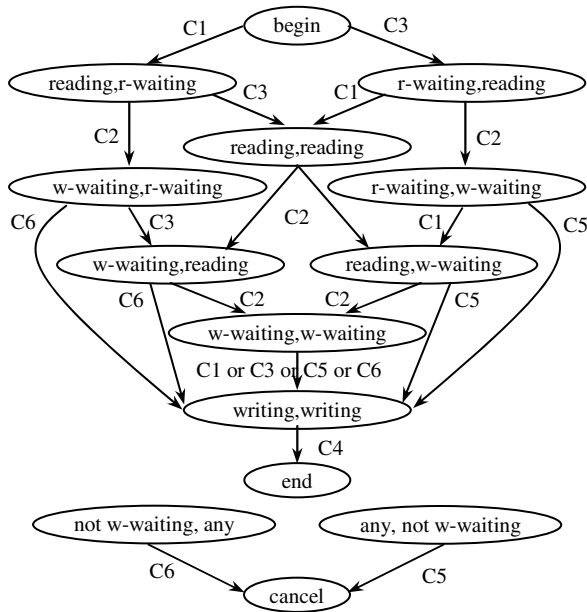 begin
C1
C3
reading,r-waiting
r-waiting,reading
C3
C1
C2
reading,reading
C2
w-waiting,r-waiting
r-waiting,w-waiting
C6
C3
C2
C1
C5
w-waiting,reading
reading,w-waiting
C6
C2
C2
C5
w-waiting,w-waiting
C1 or C3 or C5 or C6
writing,writing
C4
end
not w-waiting, any
any, not w-waiting
C6
C5
cancel